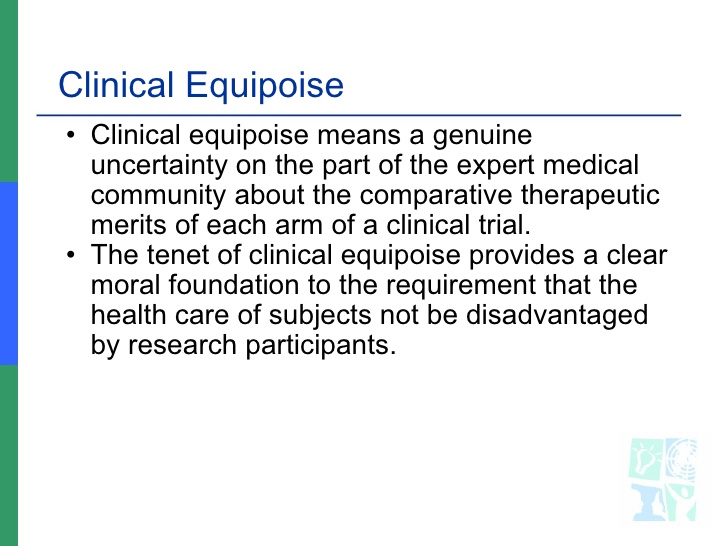 Clinical Equipoise
• Clinical equipoise means a genuine
uncertainty on the part of the expert medical
community about the comparative therapeutic
merits of each arm of a clinical trial.
• The tenet of clinical equipoise provides a clear
moral foundation to the requirement that the
health care of subjects not be disadvantaged
by research participants.